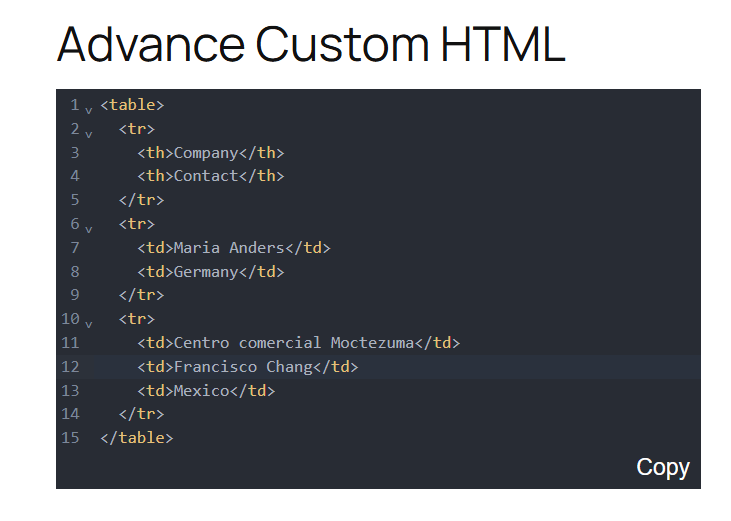 Advance Custom HTML
1 <table>
2 <tr>
3 <th>Company</th>
4 <th>Contact</th>
5 </tr>
6 <tr>
7 <td>Maria Anders</td>
8 <td>Germany</td>
9 </tr>
10 <tr>
11 <td>Centro comercial Moctezuma</td>
12 <td>Francisco Chang</td>
13 <td>Mexico</td>
14 </tr>
15 </table>
Copy